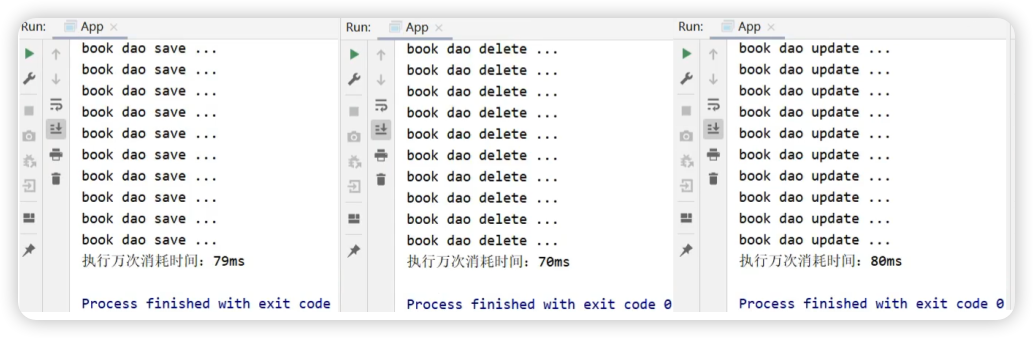 Run: App
book dao save ...
book dao save ...
book dao save ...
book dao save ...
book dao save ...
book dao save ...
book dao save ...
book dao save ...
book dao save ...
book dao save ...
执行万次消耗时间：79ms
Process finished with exit code
Run: App
book dao delete ...
book dao delete ...
book dao delete ...
book dao delete ...
book dao delete ...
book dao delete ...
book dao delete ...
book dao delete ...
book dao delete ...
book dao delete ...
执行万次消耗时间：70ms
Process finished with exit code 0
Run: App
book dao update ...
book dao update ...
book dao update ...
book dao update ...
book dao update ...
book dao update ...
book dao update ...
book dao update ...
book dao update ...
book dao update ...
执行万次消耗时间：80ms
Process finished with exit code 0